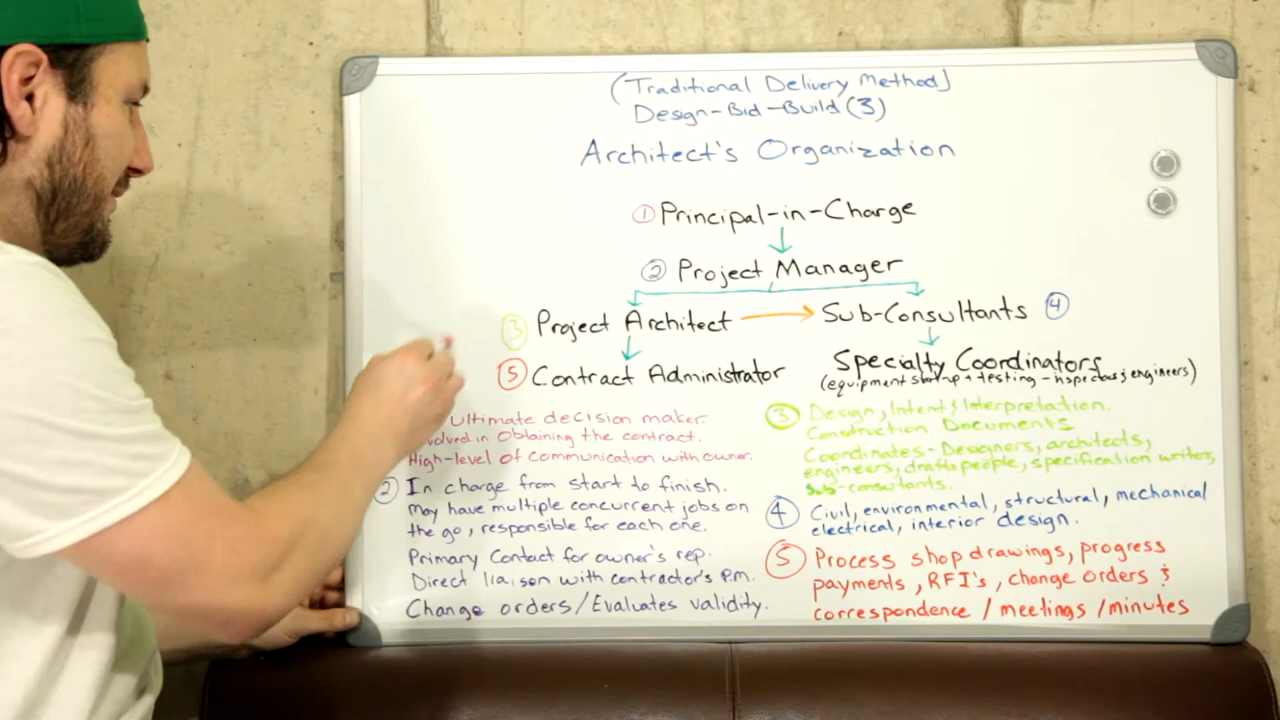 (Traditional Delivery Method)
Design-Bid-Build (3)
Architect's Organization
① Principal-in-Charge
② Project Manager
③ Project Architect
Sub-Consultants ④
⑤ Contract Administrator
Specialty Coordinators
(equipment start-up + testing - inspectors & engineers)
Ultimate decision maker.
volved in obtaining the contract.
High-level of communication with owner.
② In charge from start to finish.
May have multiple concurrent jobs on
the go, responsible for each one.
Primary Contact for owner's rep.
Direct liaison with contractor's P.M.
Change orders/Evaluates validity.
③ Design, Intent & Interpretation.
Construction Documents
Coordinates - Designers, architects,
engineers, drafts people, specification writers,
sub-consultants.
④ Civil, environmental, structural, mechanical
electrical, interior design.
⑤ Process shop drawings, progress
payments, RFI's, change orders &
correspondence / meetings / minutes